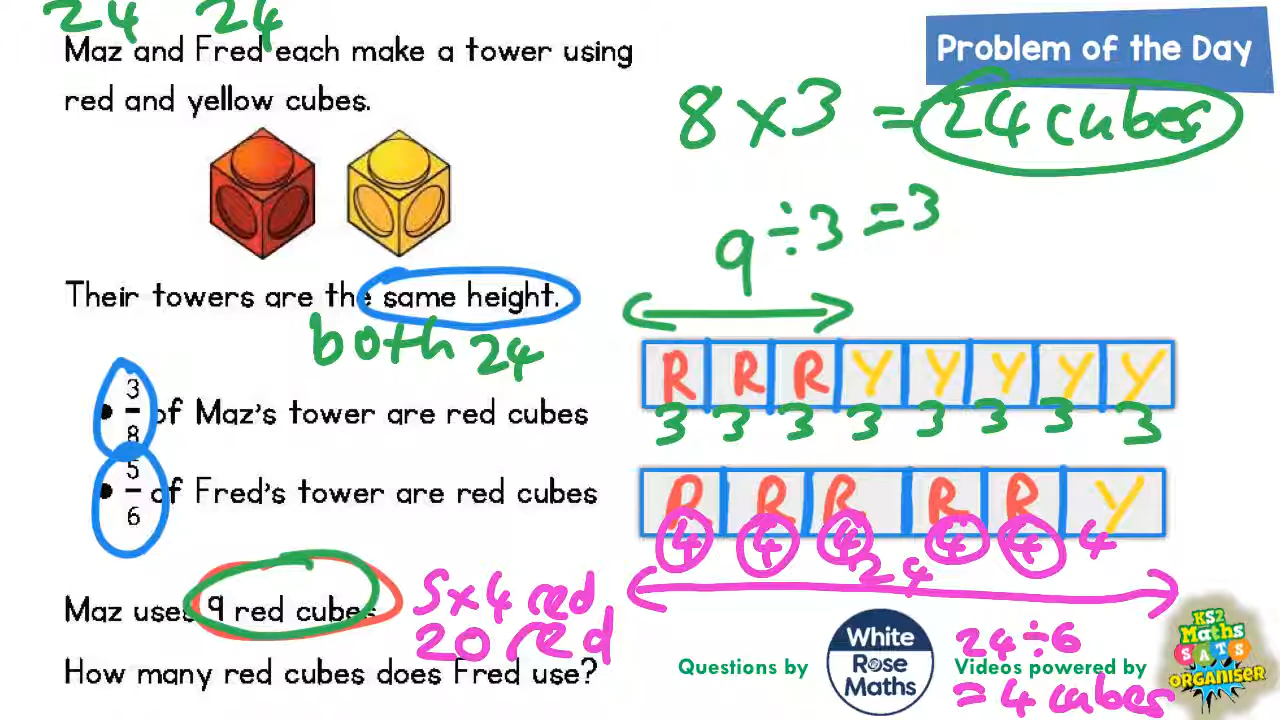 24 24
Maz and Fred each make a tower using
red and yellow cubes.
Problem of the Day
8 x 3 = 24 cubes
9 ÷ 3 = 3
Their towers are the same height.
both 24
R R R Y Y Y Y Y
3 3 3 3 3 3 3 3
• 3/8 of Maz's tower are red cubes
• 5/6 of Fred's tower are red cubes
R R R R R Y
4 4 4 4 4 4
24
Maz uses 9 red cubes.
5x4 red
20 red
How many red cubes does Fred use?
Questions by
White
Rose
Maths
Videos powered by
24 ÷ 6
= 4 cubes
KS2
Maths
SATS
ORGANISER